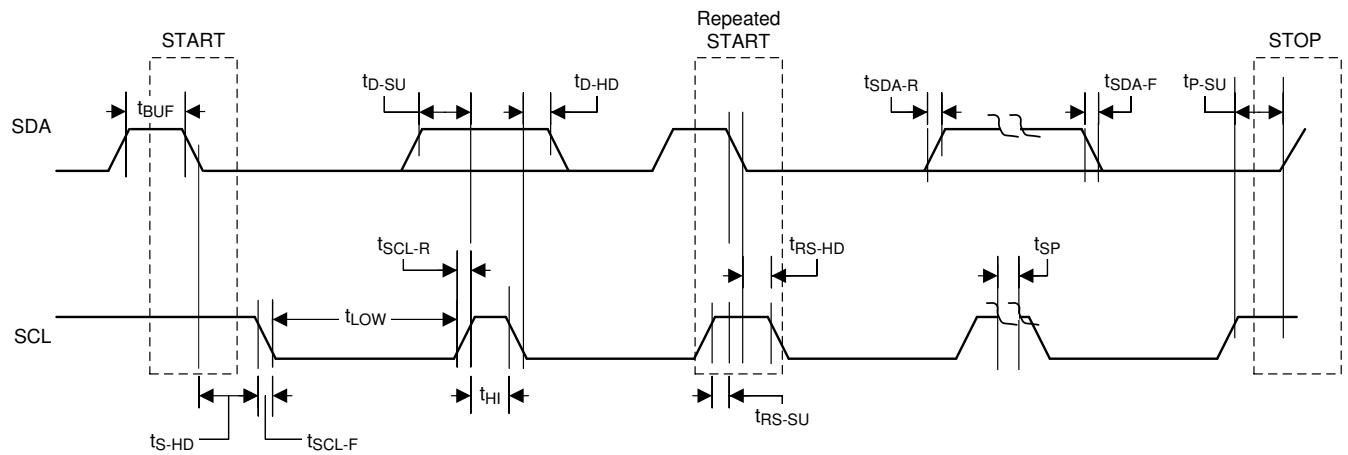 START
Repeated
START
STOP
tD-SU
tD-HD
tSDA-R
tSDA-F
tP-SU
tBUF
SDA
tSCL-R
tRS-HD
tSP
tLOW
SCL
tHI
tRS-SU
tS-HD
tSCL-F